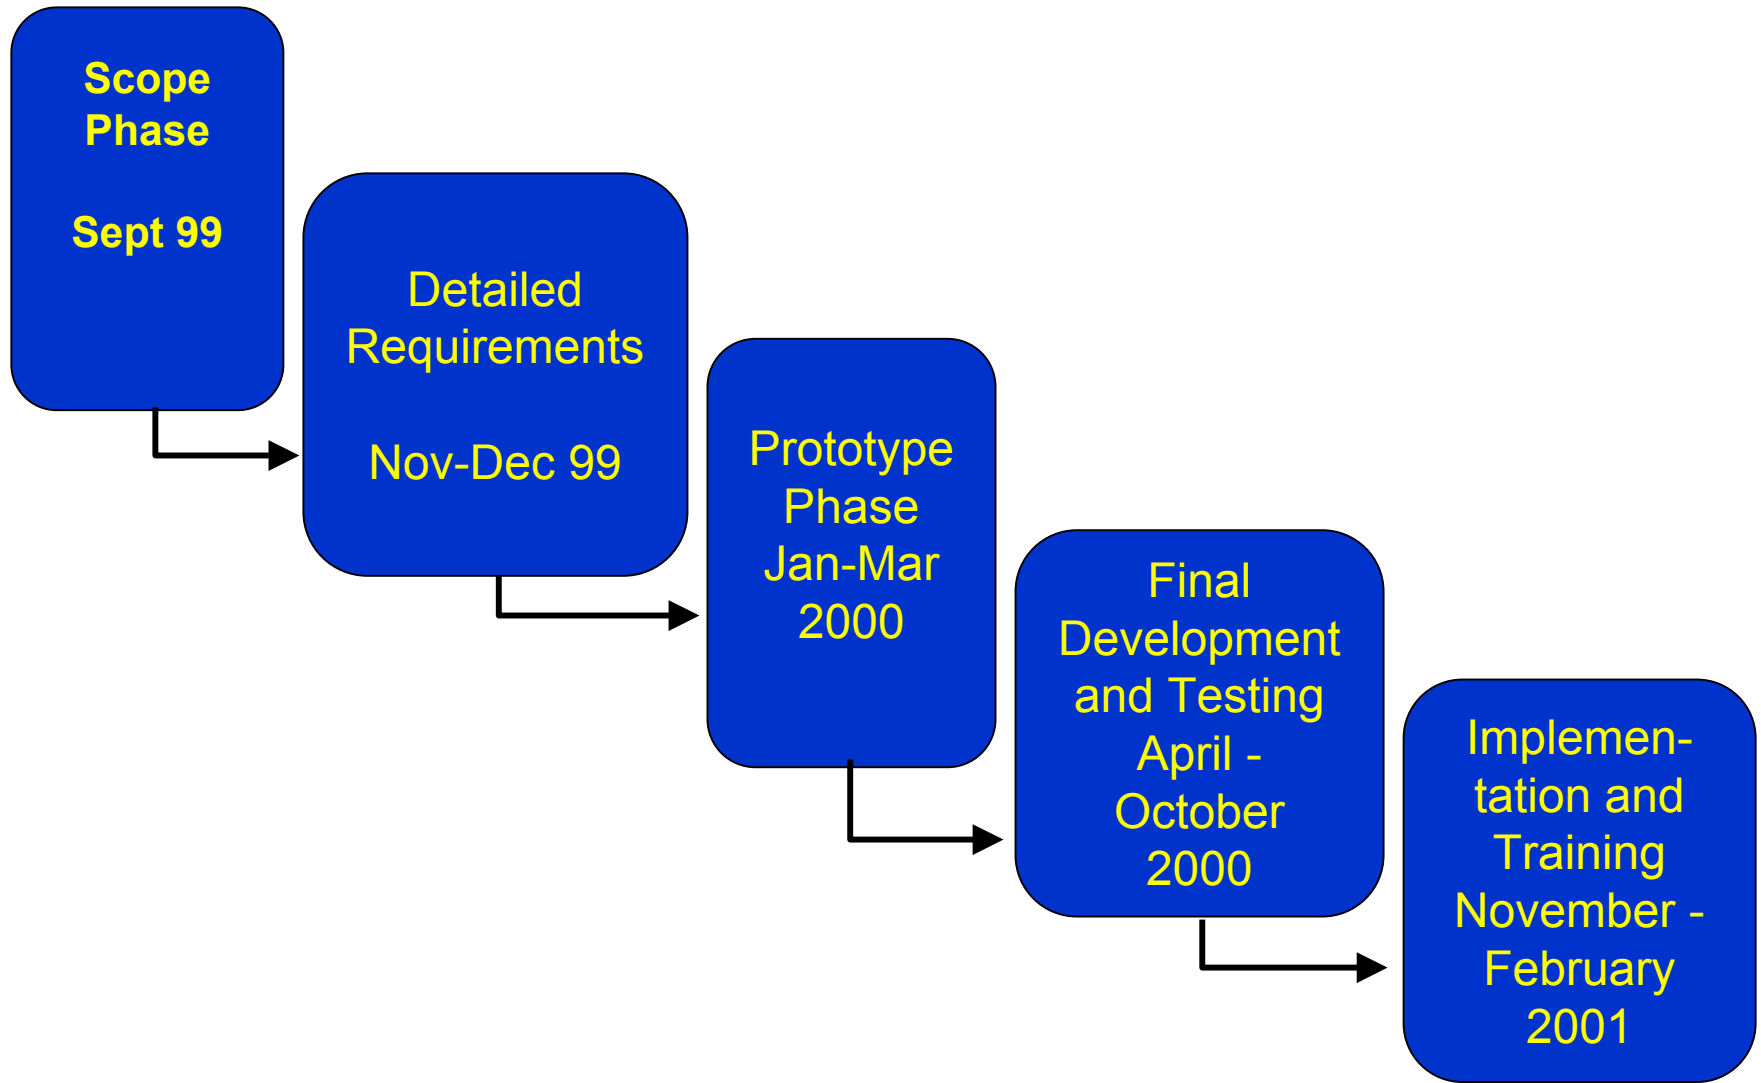 Scope
Phase
Sept 99
Detailed
Requirements
Nov-Dec 99
Prototype
Phase
Jan-Mar
2000
Final
Development
and Testing
April -
October
2000
Implemen-
tation and
Training
November -
February
2001